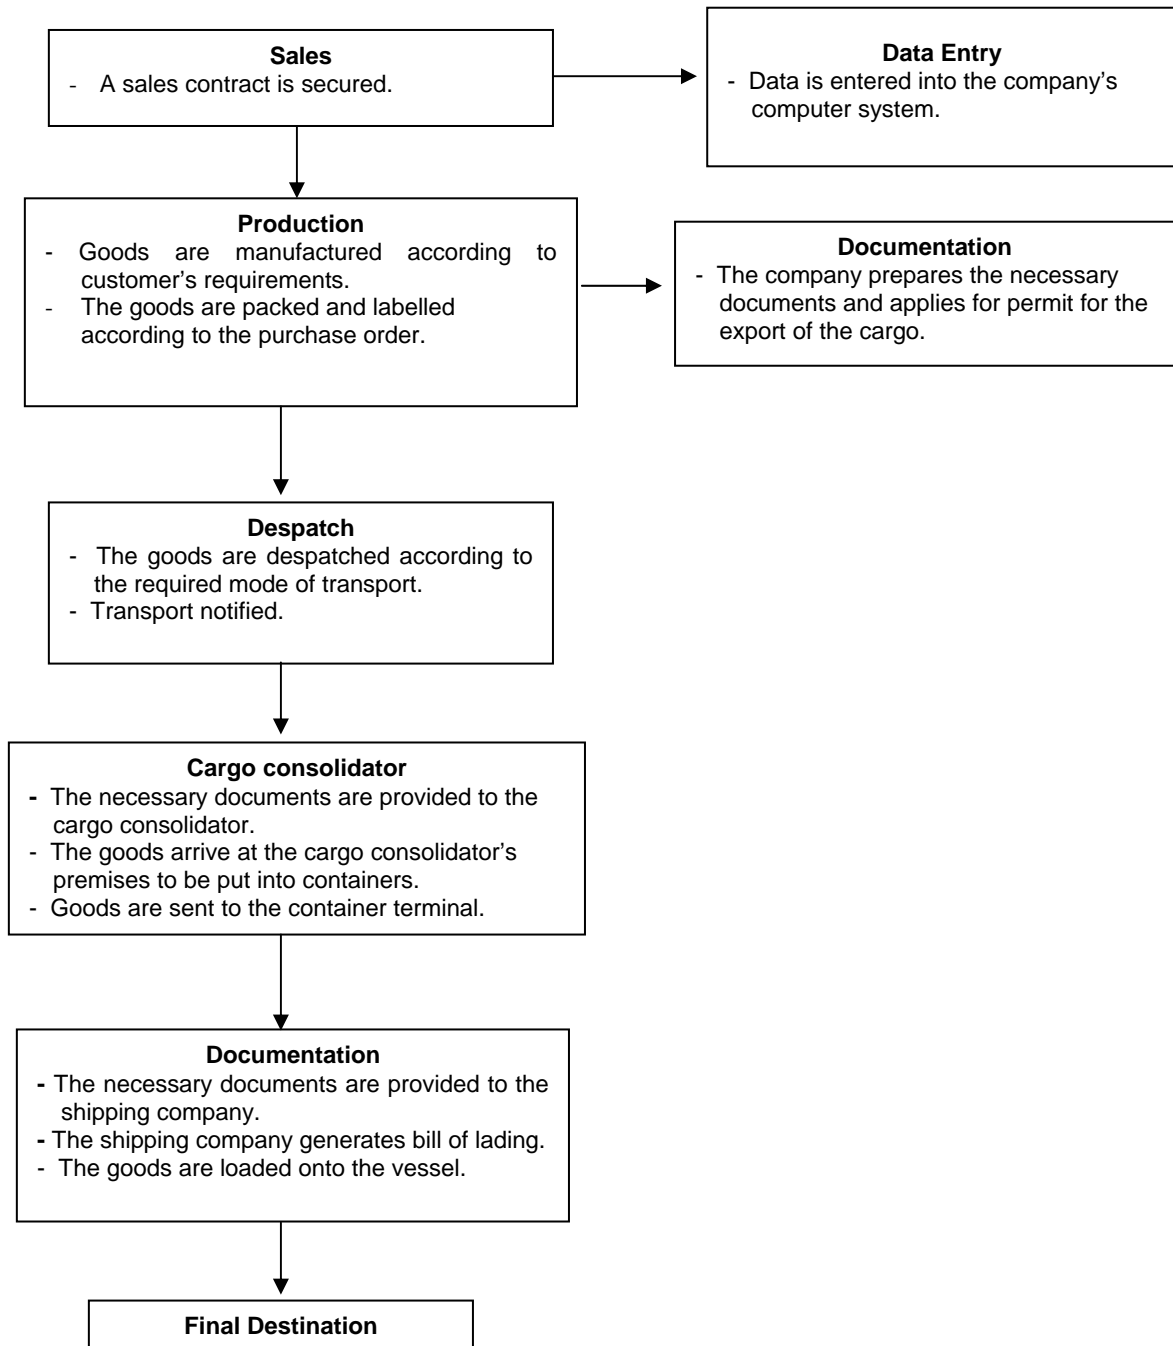 Sales
- A sales contract is secured.
Data Entry
- Data is entered into the company's
computer system.
Production
- Goods are manufactured according to
customer's requirements.
- The goods are packed and labelled
according to the purchase order.
Documentation
- The company prepares the necessary
documents and applies for permit for the
export of the cargo.
Despatch
- The goods are despatched according to
the required mode of transport.
- Transport notified.
Cargo consolidator
- The necessary documents are provided to the
cargo consolidator.
- The goods arrive at the cargo consolidator's
premises to be put into containers.
- Goods are sent to the container terminal.
Documentation
- The necessary documents are provided to the
shipping company.
- The shipping company generates bill of lading.
- The goods are loaded onto the vessel.
Final Destination